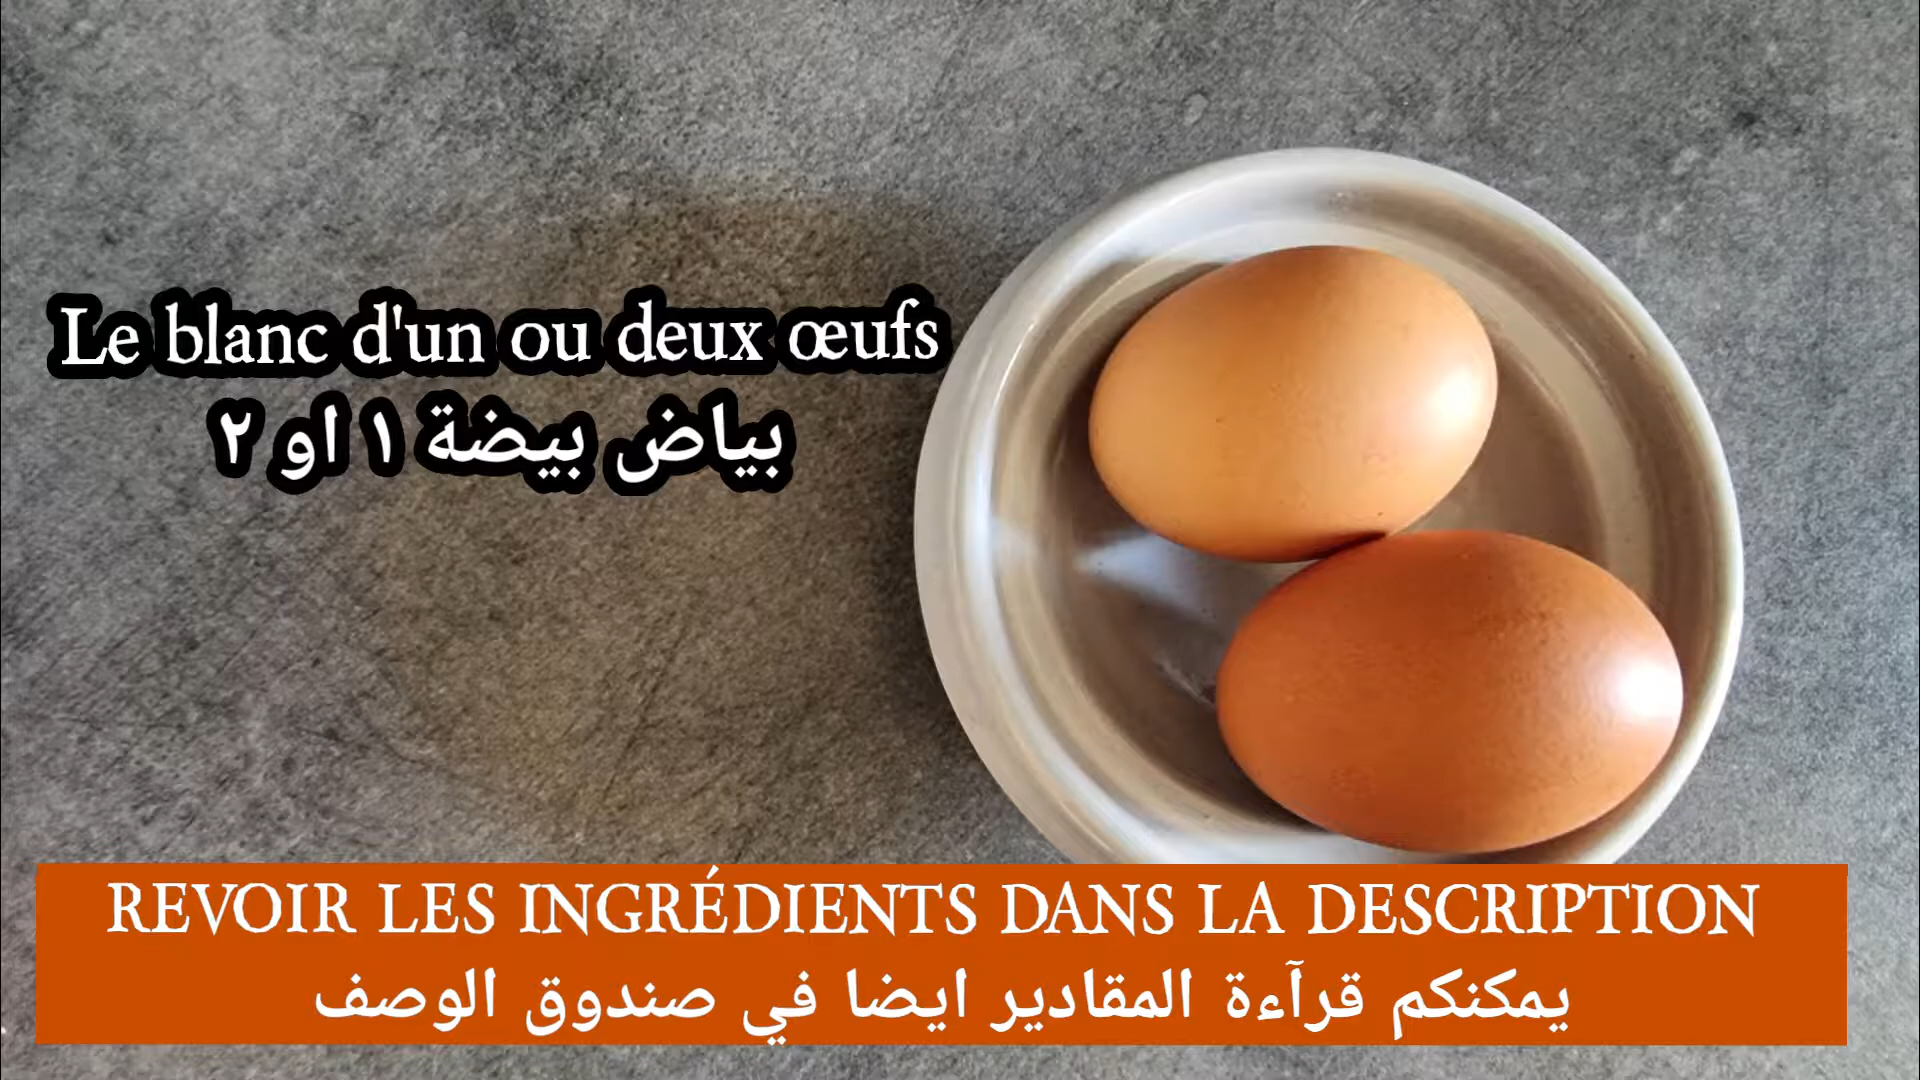 Le blanc d'un ou deux œufs
بياض بيضة ١ او ٢
REVOIR LES INGRÉDIENTS DANS LA DESCRIPTION
يمكنكم قرآءة المقادير ايضا في صندوق الوصف